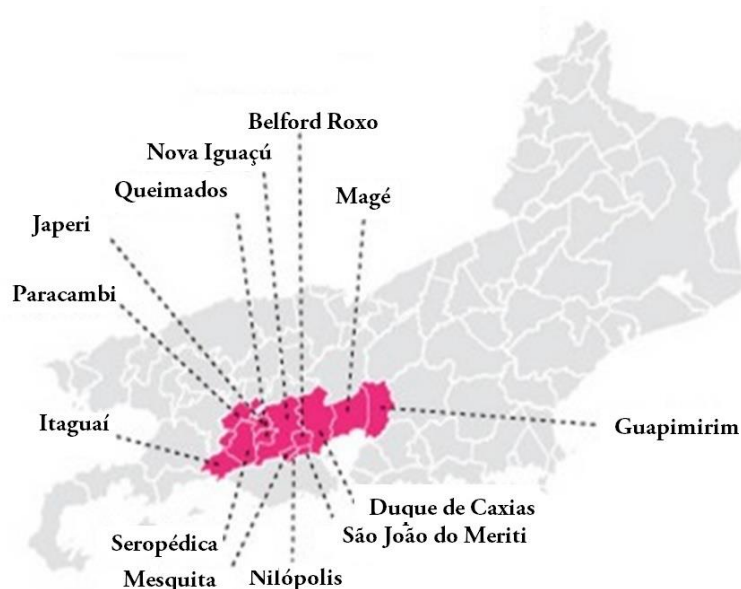 Belford Roxo
Nova Iguaçú
Queimados
Magé
Japeri
Paracambi
Itaguaí
Guapimirim
Duque de Caxias
São João do Meriti
Seropédica
Mesquita
Nilópolis